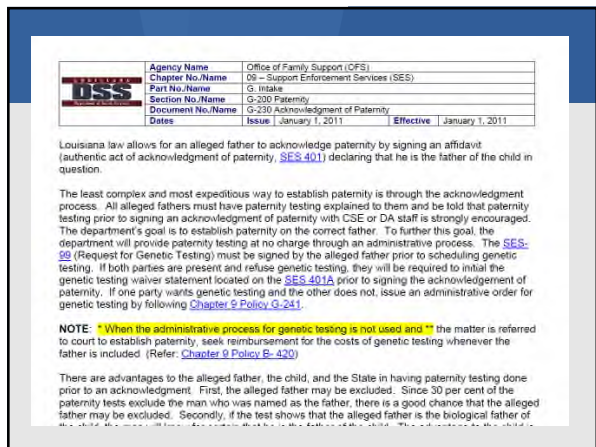 LOUISIANA
DSS
Department of Social Services
Agency Name Office of Family Support (OFS)
Chapter No./Name 09 – Support Enforcement Services (SES)
Part No./Name G. Intake
Section No./Name G-200 Paternity
Document No./Name G-230 Acknowledgment of Paternity
Dates Issue January 1, 2011 Effective January 1, 2011
Louisiana law allows for an alleged father to acknowledge paternity by signing an affidavit
(authentic act of acknowledgment of paternity, SES 401) declaring that he is the father of the child in
question.
The least complex and most expeditious way to establish paternity is through the acknowledgment
process. All alleged fathers must have paternity testing explained to them and be told that paternity
testing prior to signing an acknowledgment of paternity with CSE or DA staff is strongly encouraged.
The department's goal is to establish paternity on the correct father. To further this goal, the
department will provide paternity testing at no charge through an administrative process. The SES-
99 (Request for Genetic Testing) must be signed by the alleged father prior to scheduling genetic
testing. If both parties are present and refuse genetic testing, they will be required to initial the
genetic testing waiver statement located on the SES 401A prior to signing the acknowledgement of
paternity. If one party wants genetic testing and the other does not, issue an administrative order for
genetic testing by following Chapter 9 Policy G-241.
NOTE: * When the administrative process for genetic testing is not used and ** the matter is referred
to court to establish paternity, seek reimbursement for the costs of genetic testing whenever the
father is included (Refer: Chapter 9 Policy B- 420)
There are advantages to the alleged father, the child, and the State in having paternity testing done
prior to an acknowledgment. First, the alleged father may be excluded. Since 30 per cent of the
paternity tests exclude the man who was named as the father, there is a good chance that the alleged
father may be excluded. Secondly, if the test shows that the alleged father is the biological father of